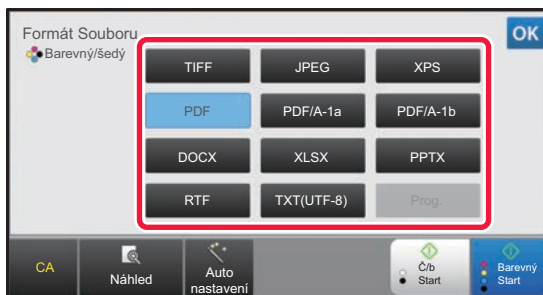 Formát Souboru
OK
Barevný/šedý
TIFF
JPEG
XPS
PDF
PDF/A-1a
PDF/A-1b
DOCX
XLSX
PPTX
RTF
TXT(UTF-8)
Prog.
CA
Náhled
Auto
nastavení
Č/b
Start
Barevný
Start